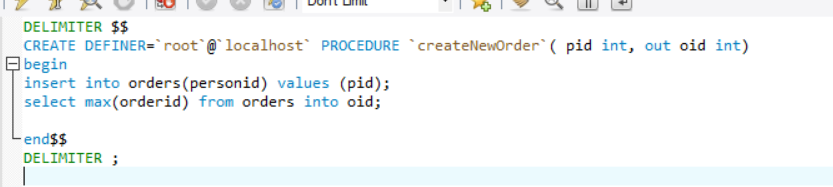 Don't Limit
DELIMITER $$
CREATE DEFINER=`root`@`localhost` PROCEDURE `createNewOrder`( pid int, out oid int)
begin
insert into orders(personid) values (pid);
select max(orderid) from orders into oid;
end$$
DELIMITER ;